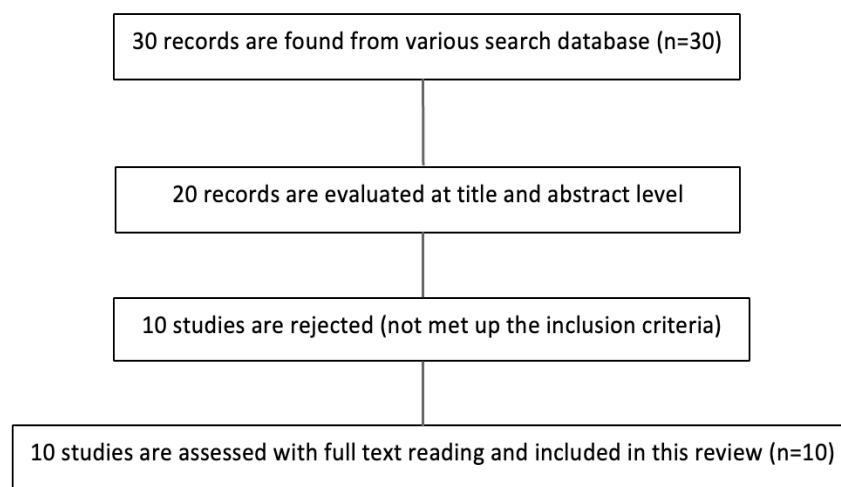 30 records are found from various search database (n=30)
20 records are evaluated at title and abstract level
10 studies are rejected (not met up the inclusion criteria)
10 studies are assessed with full text reading and included in this review (n=10)